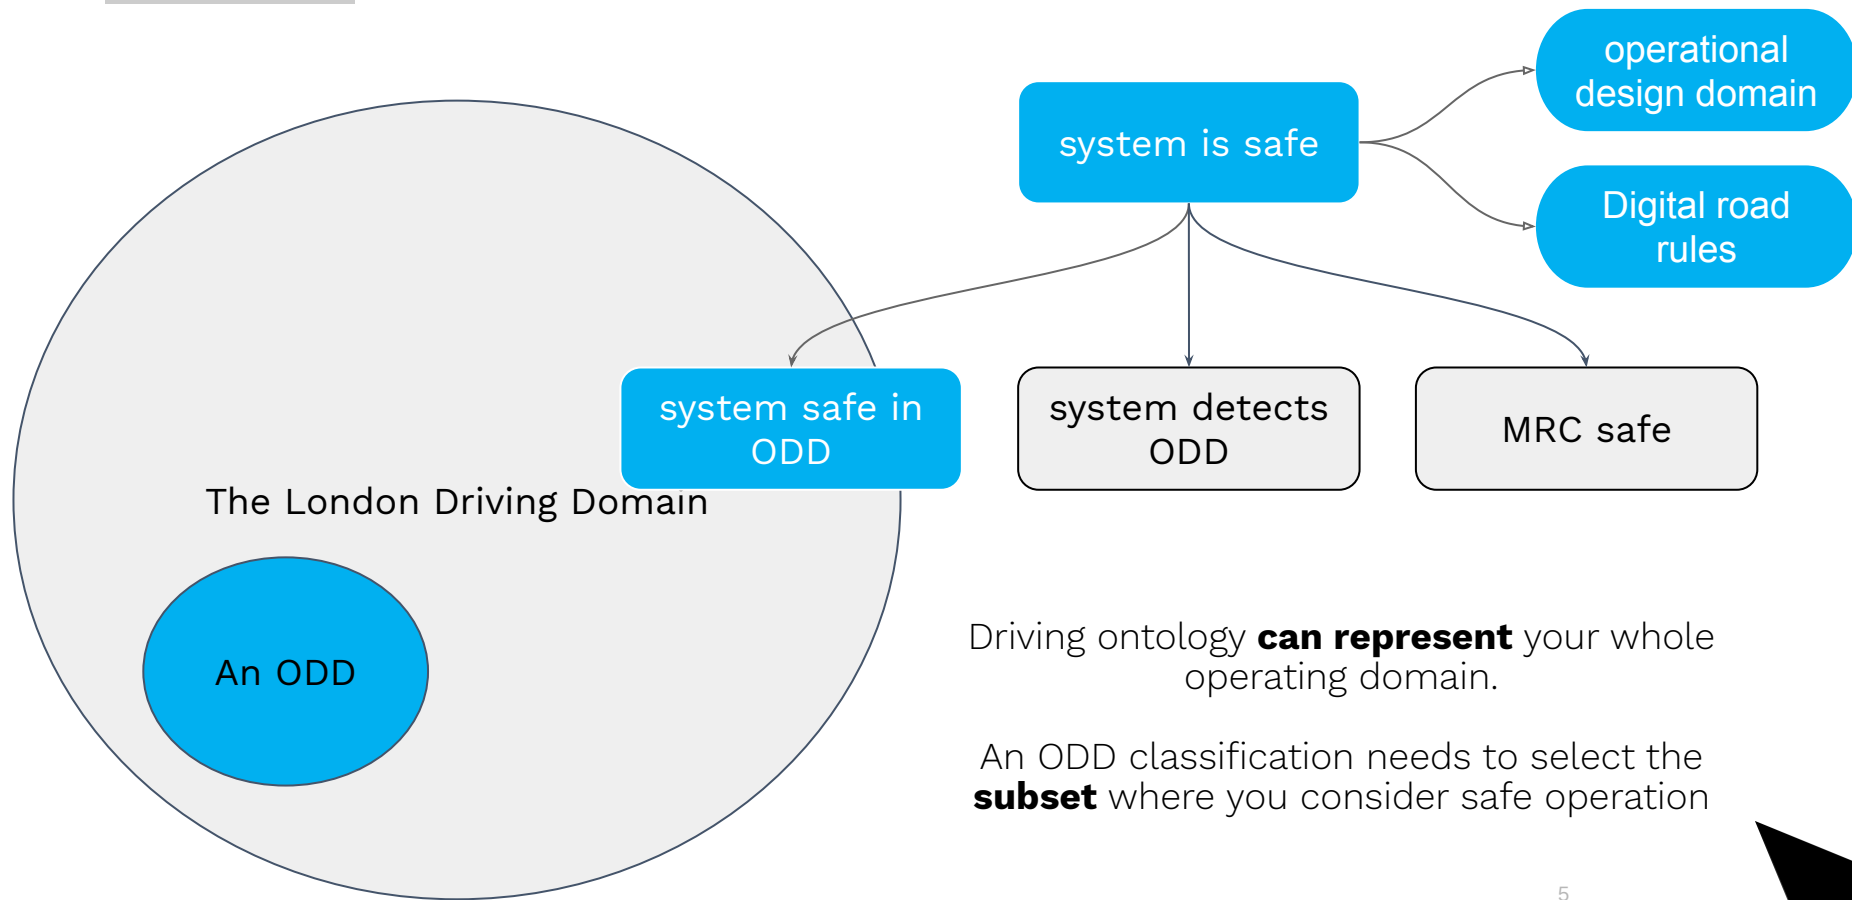 operational
design domain
system is safe
Digital road
rules
system safe in
ODD
system detects
ODD
MRC safe
The London Driving Domain
An ODD
Driving ontology can represent your whole
operating domain.
An ODD classification needs to select the
subset where you consider safe operation
5